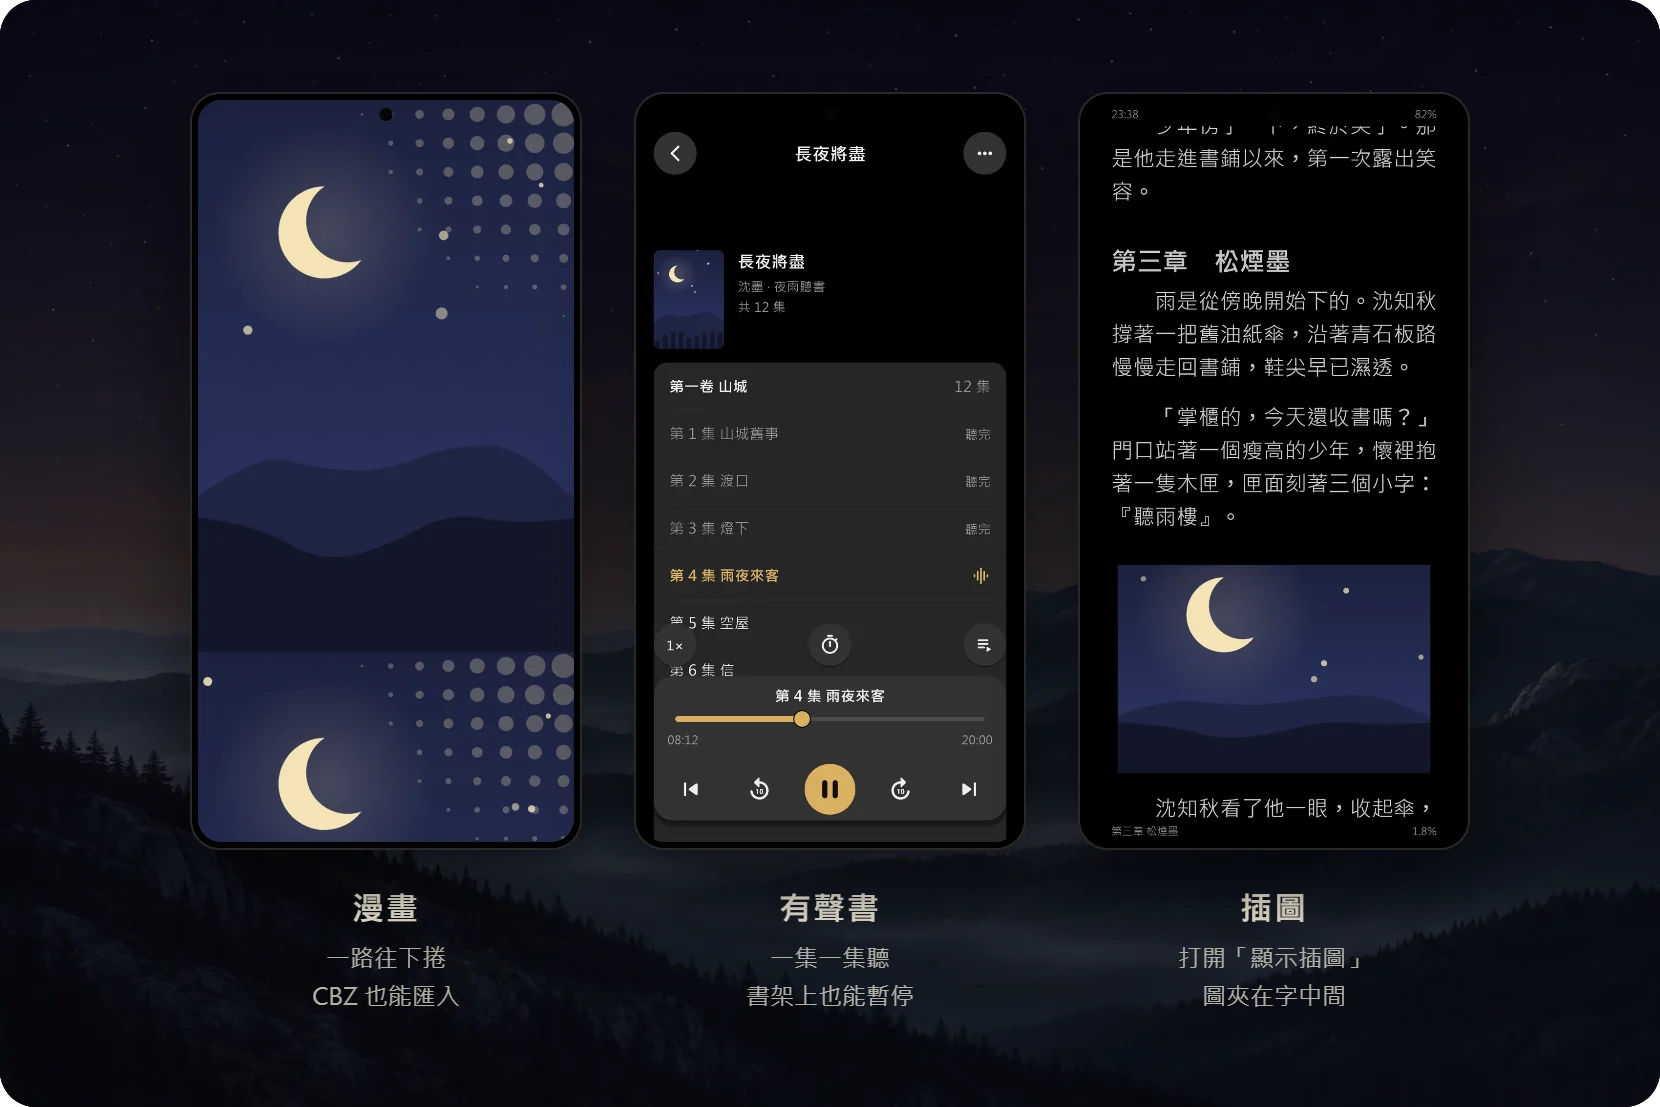 長夜將盡
長夜將盡
沈墨·夜雨聽書
共 12 集
第一卷 山城
12 集
第 1 集 山城舊事
聽完
第 2 集 渡口
聽完
第 3 集 燈下
聽完
第 4 集 雨夜來客
第 5 集 空屋
1×
第 6 集 信
第 4 集 雨夜來客
08:12
20:00
10
10
23:38
82%
是他走進書鋪以來，第一次露出笑
容。
第三章　松煙墨
雨是從傍晚開始下的。沈知秋
撐著一把舊油紙傘，沿著青石板路
慢慢走回書鋪，鞋尖早已濕透。
「掌櫃的，今天還收書嗎？」
門口站著一個瘦高的少年，懷裡抱
著一隻木匣，匣面刻著三個小字：
『聽雨樓』。
沈知秋看了他一眼，收起傘，
第三章 松煙墨
1.8%
漫畫
一路往下捲
CBZ 也能匯入
有聲書
一集一集聽
書架上也能暫停
插圖
打開「顯示插圖」
圖夾在字中間